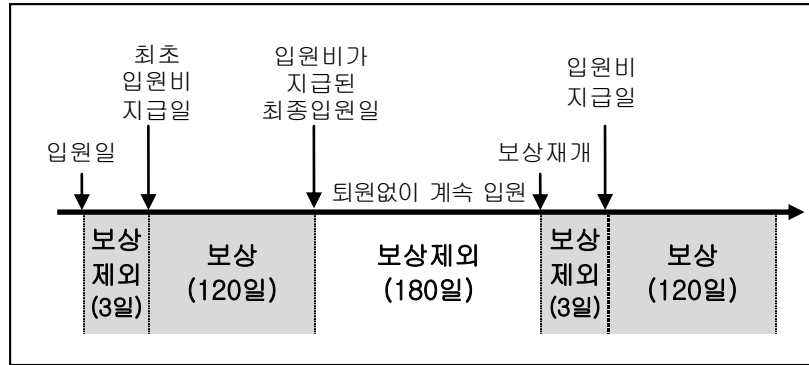 최초
입원비
지급일
입원비가
지급된
최종입원일
입원비
지급일
입원일
보상재개
퇴원없이 계속 입원
보상
제외
(3일)
보상
(120일)
보상제외
(180일)
보상
제외
(3일)
보상
(120일)